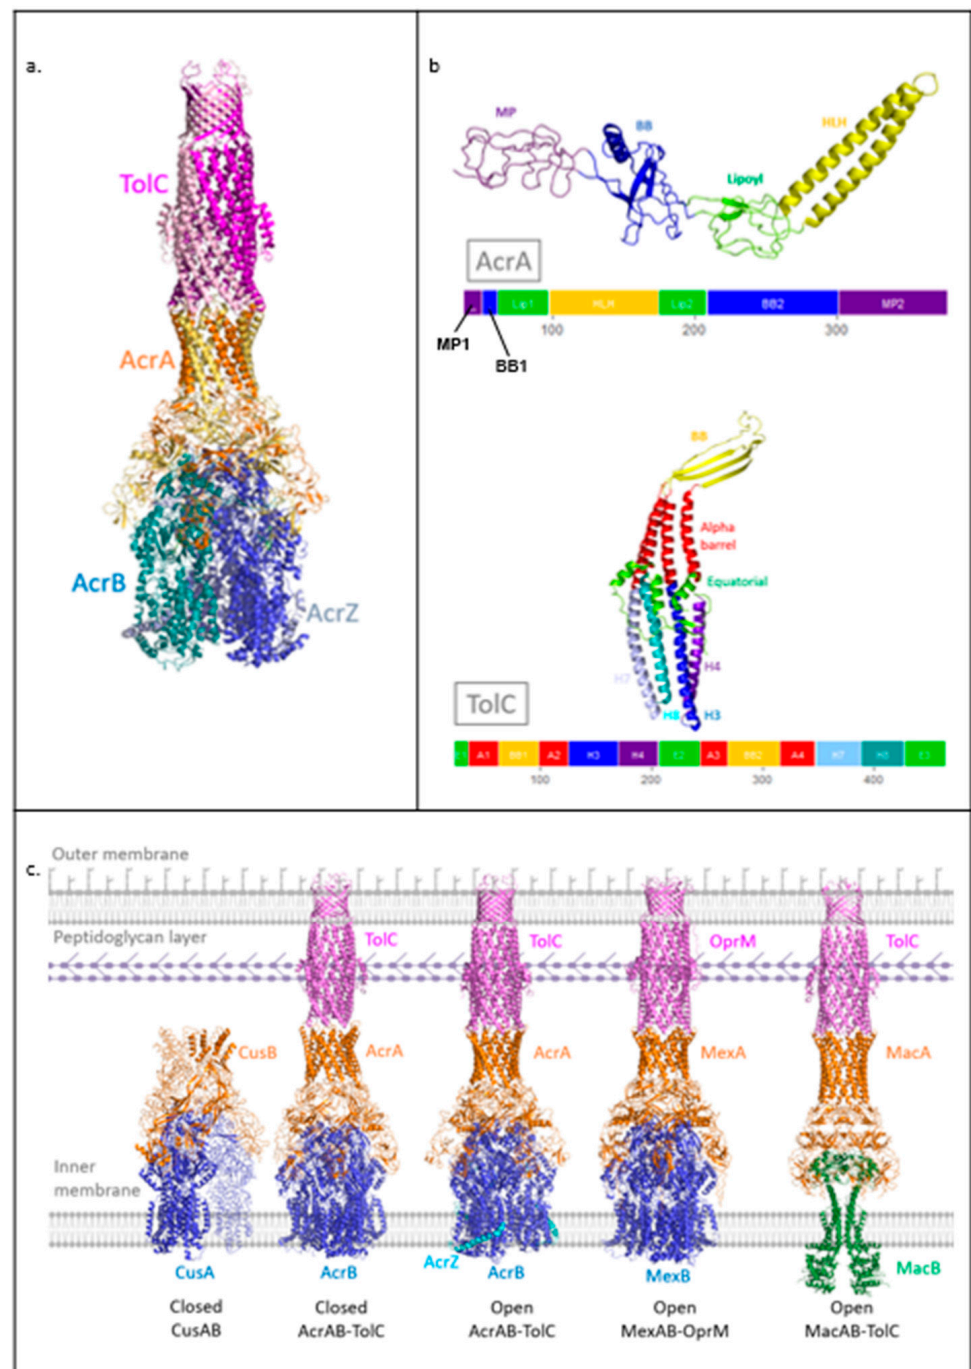 a.
TolC
AcrA
AcrB
AcrZ
b
MP
BB
Lipoyl
HLH
AcrA
Lip1 HLH Lip2 BB2 MP2
100 200 300
MP1
BB1
BB
Alpha
barrel
Equatorial
H7
H4
H8
H3
TolC
A1 BB1 A2 H3 H4 E2 A3 BB2 A4 H7 H8 E3
100 200 300 400
c.
Outer membrane
Peptidoglycan layer
TolC TolC OprM TolC
CusB AcrA AcrA MexA MacA
Inner
membrane
CusA AcrB AcrZ AcrB MexB MacB
Closed Closed Open Open Open
CusAB AcrAB-TolC AcrAB-TolC MexAB-OprM MacAB-TolC